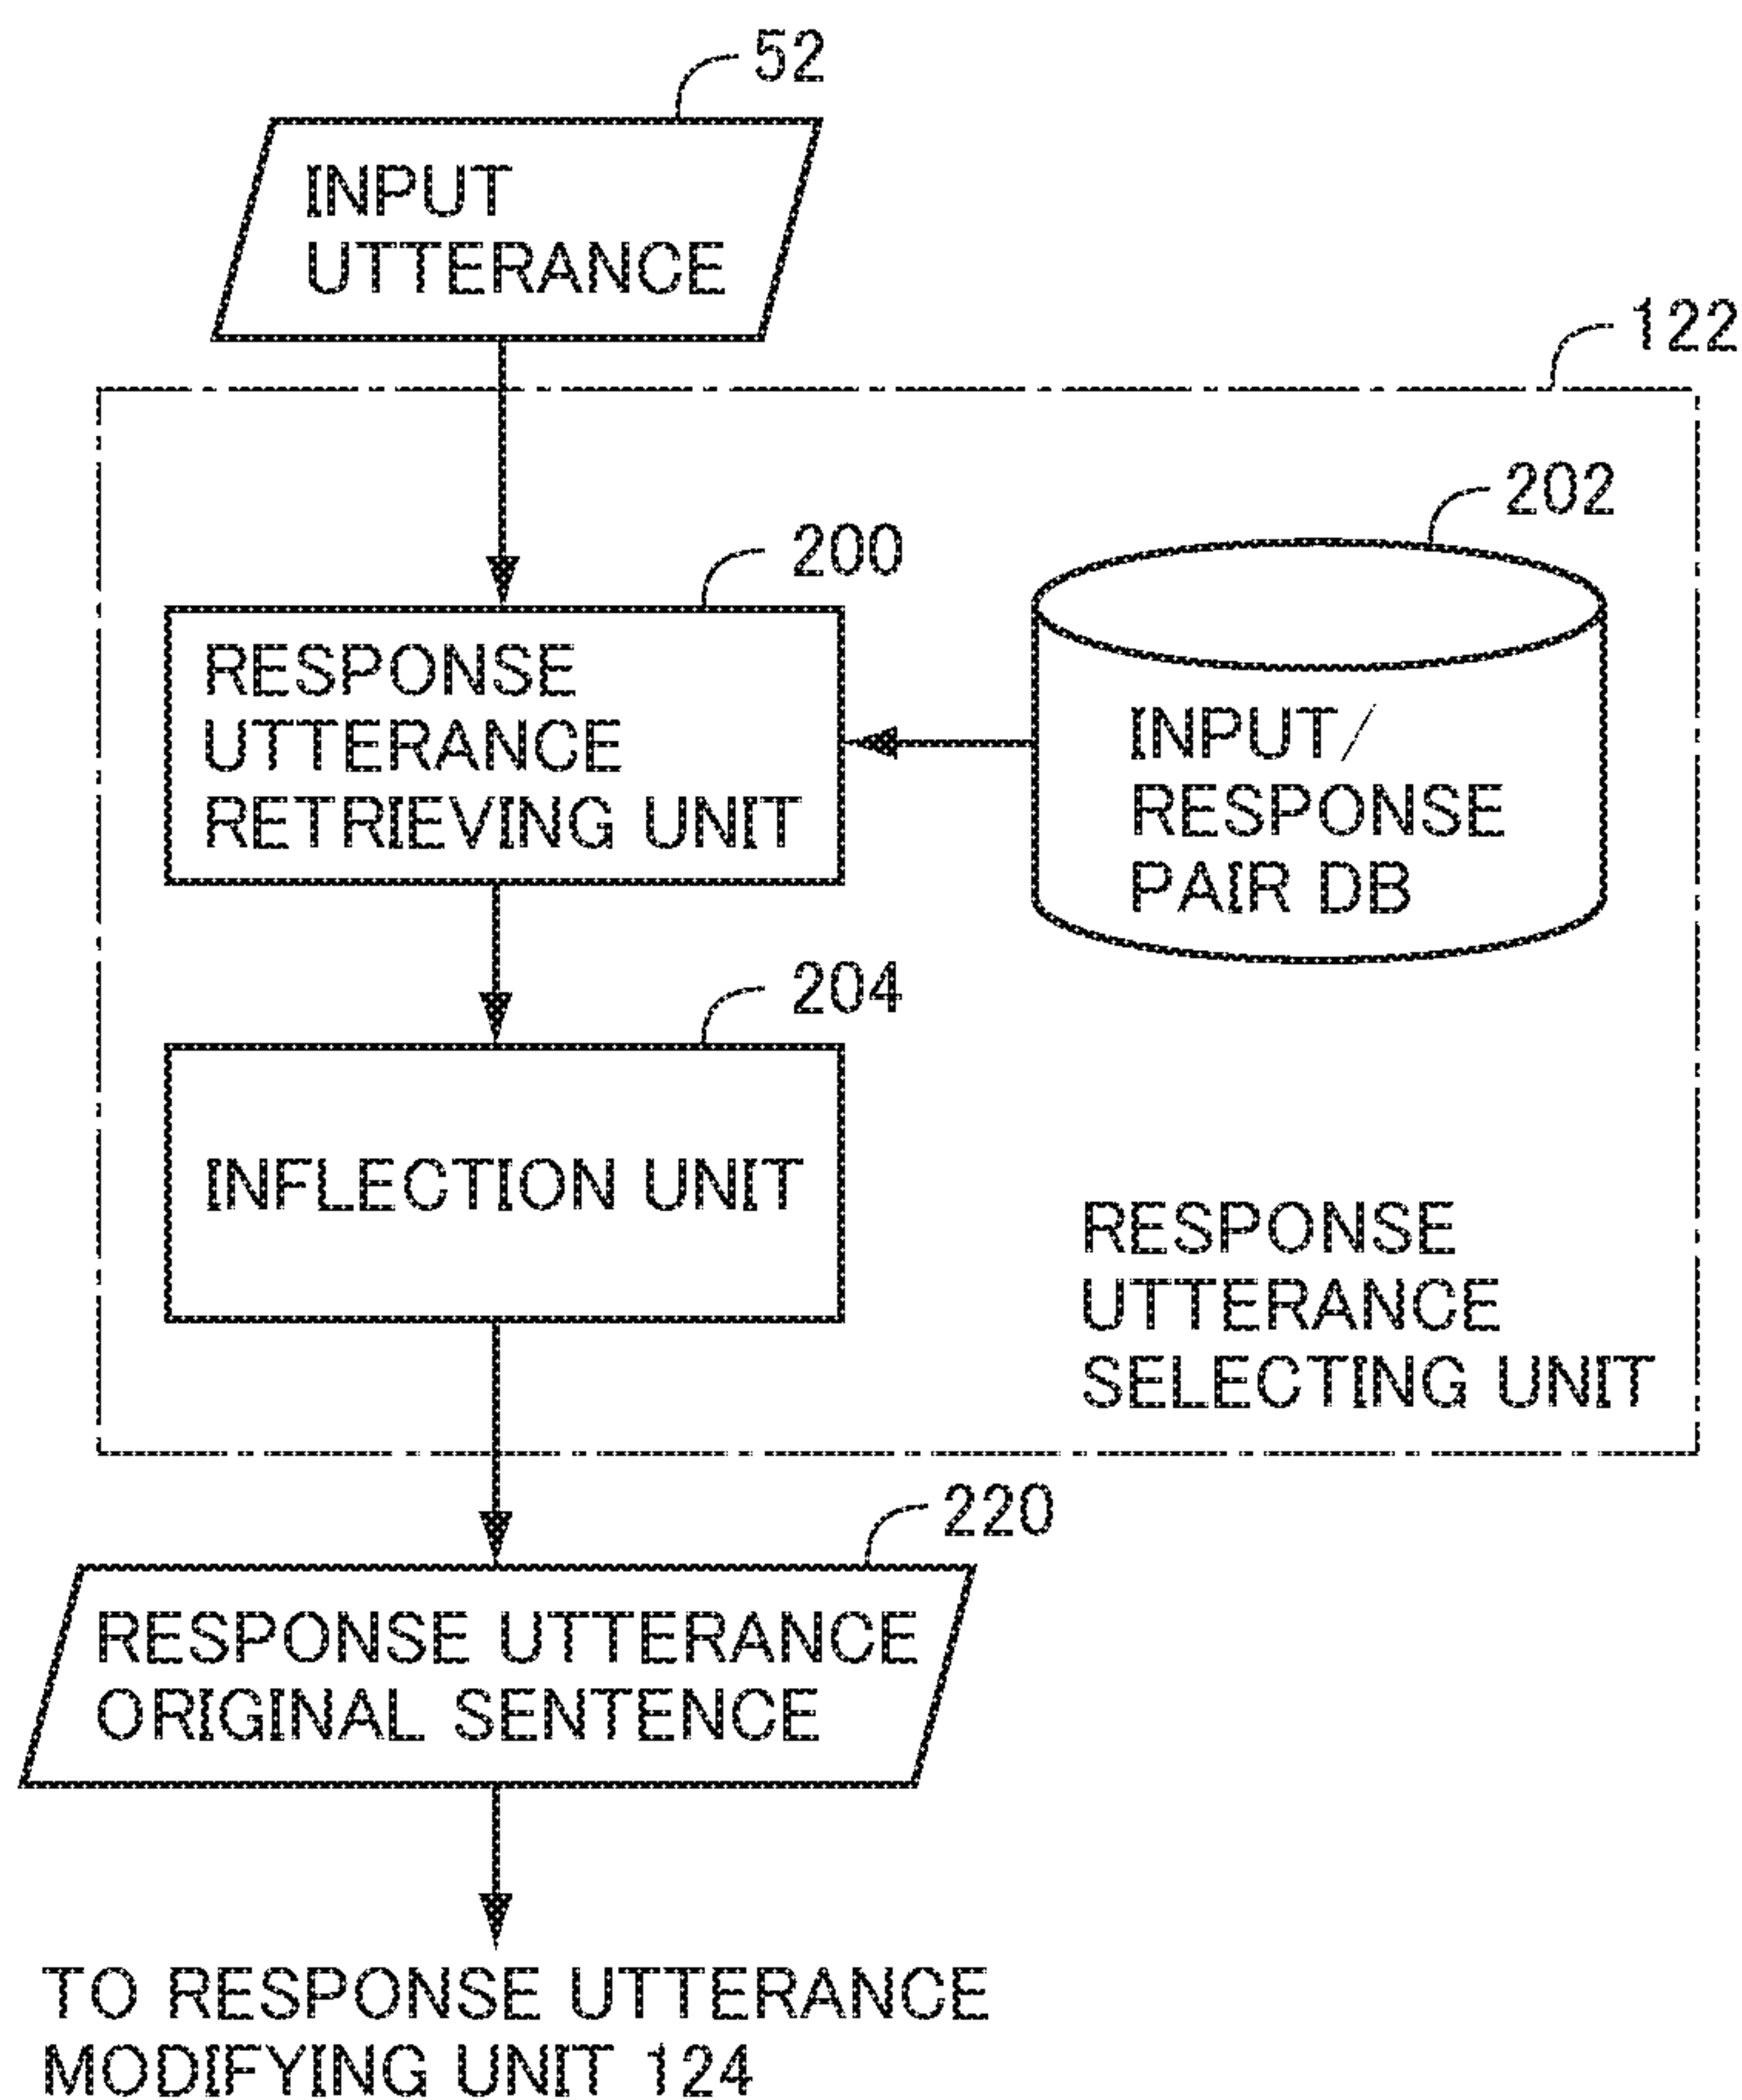 52
INPUT
UTTERANCE
122
202
200
RESPONSE
UTTERANCE
RETRIEVING UNIT
INPUT/
RESPONSE
PAIR DB
204
INFLECTION UNIT
RESPONSE
UTTERANCE
SELECTING UNIT
220
RESPONSE UTTERANCE
ORIGINAL SENTENCE
TO RESPONSE UTTERANCE
MODIFYING UNIT 124